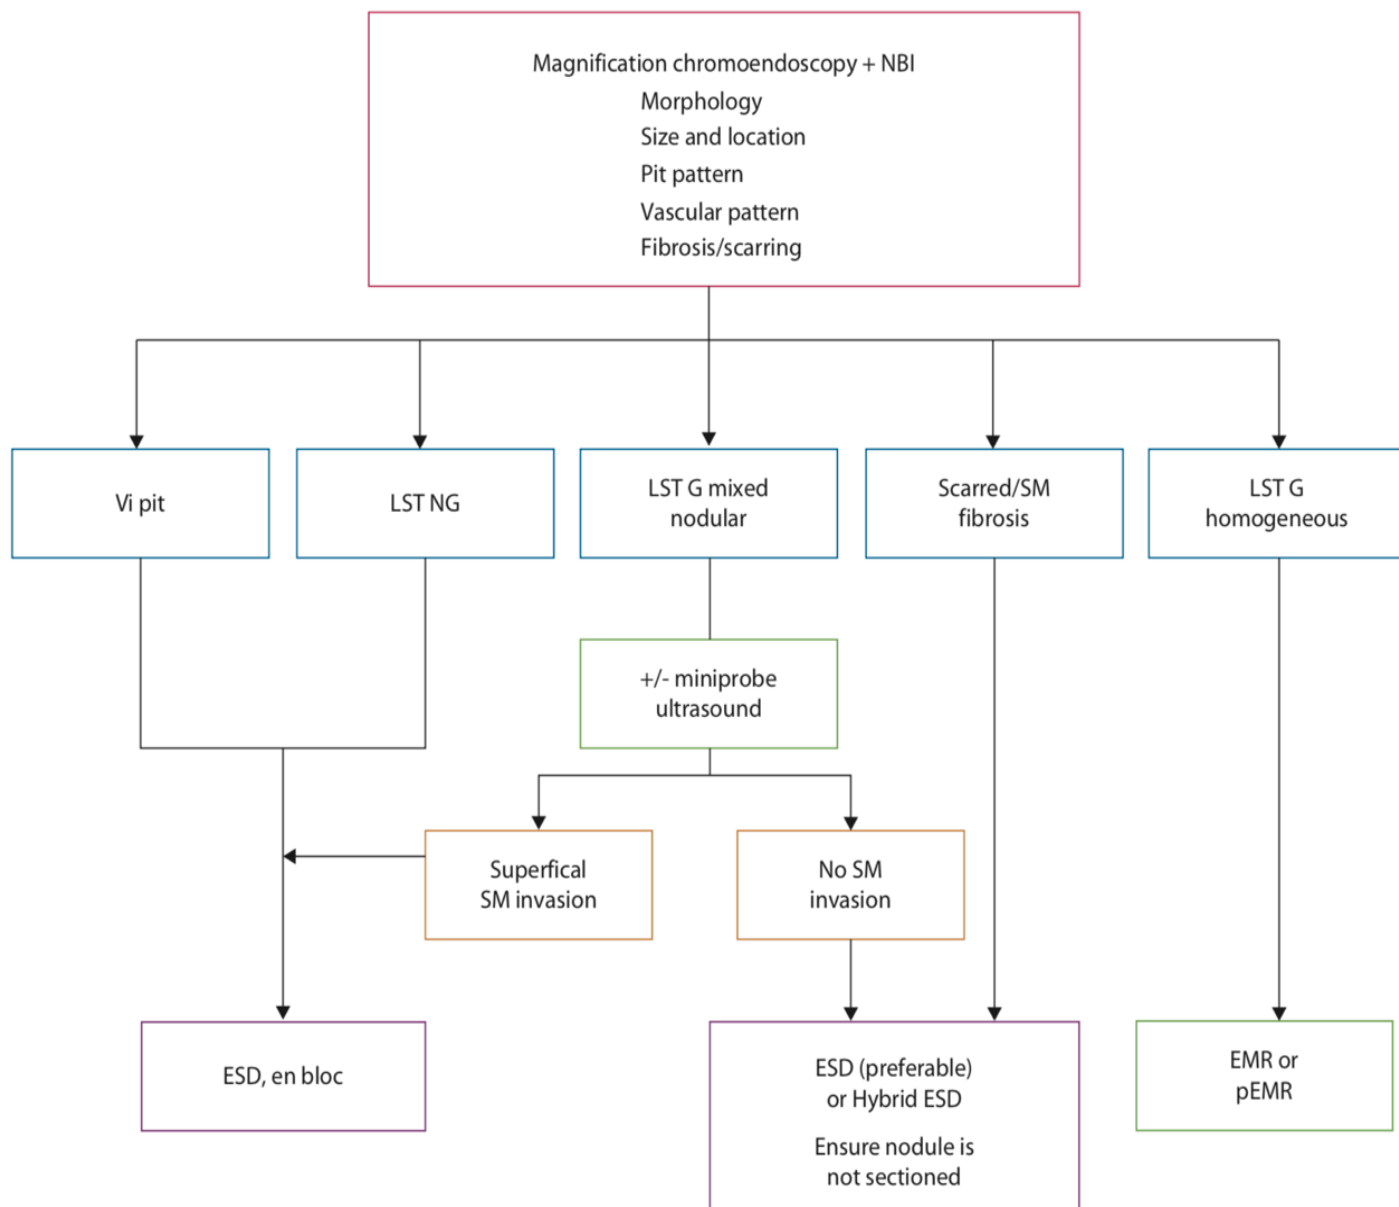 Magnification chromoendoscopy + NBI
Morphology
Size and location
Pit pattern
Vascular pattern
Fibrosis/scarring
Vi pit
LST NG
LST G mixed
nodular
Scarred/SM
fibrosis
LST G
homogeneous
+/- miniprobe
ultrasound
Superfical
SM invasion
No SM
invasion
ESD, en bloc
ESD (preferable)
or Hybrid ESD
Ensure nodule is
not sectioned
EMR or
pEMR